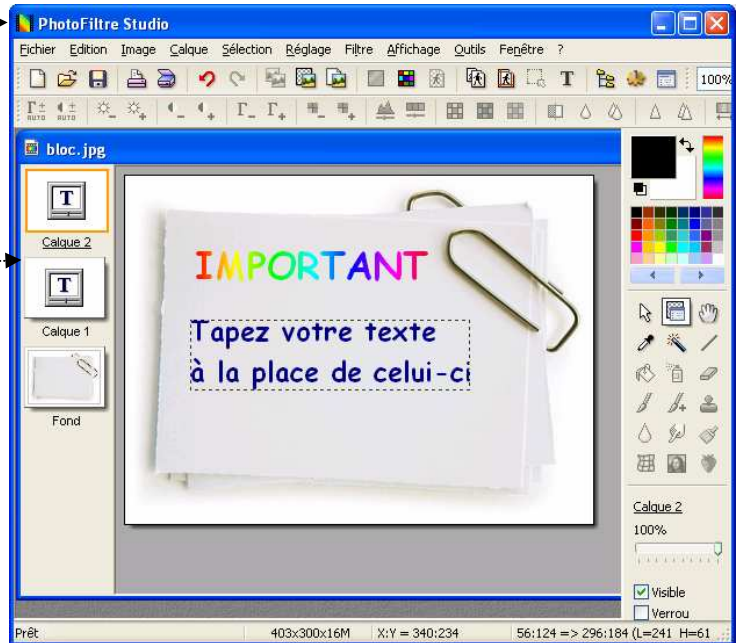 PhotoFiltre Studio
Fichier Edition Image Calque Sélection Réglage Filtre Affichage Outils Fenêtre ?
T 100%
AUTO AUTO
bloc.jpg
T
Calque 2
T
Calque 1
Fond
IMPORTANT
Tapez votre texte
à la place de celui-ci
Calque 2
100%
Visible
Verrou
Prêt 403x300x16M X:Y = 340:234 56:124 => 296:184 (L=241 H=61